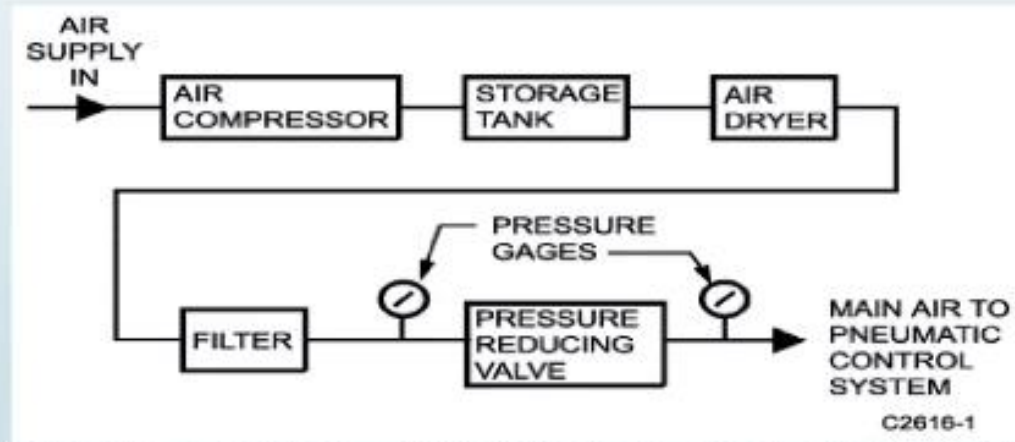 AIR
SUPPLY
IN
AIR
COMPRESSOR
STORAGE
TANK
AIR
DRYER
PRESSURE
GAGES
FILTER
PRESSURE
REDUCING
VALVE
MAIN AIR TO
PNEUMATIC
CONTROL
SYSTEM
C2616-1